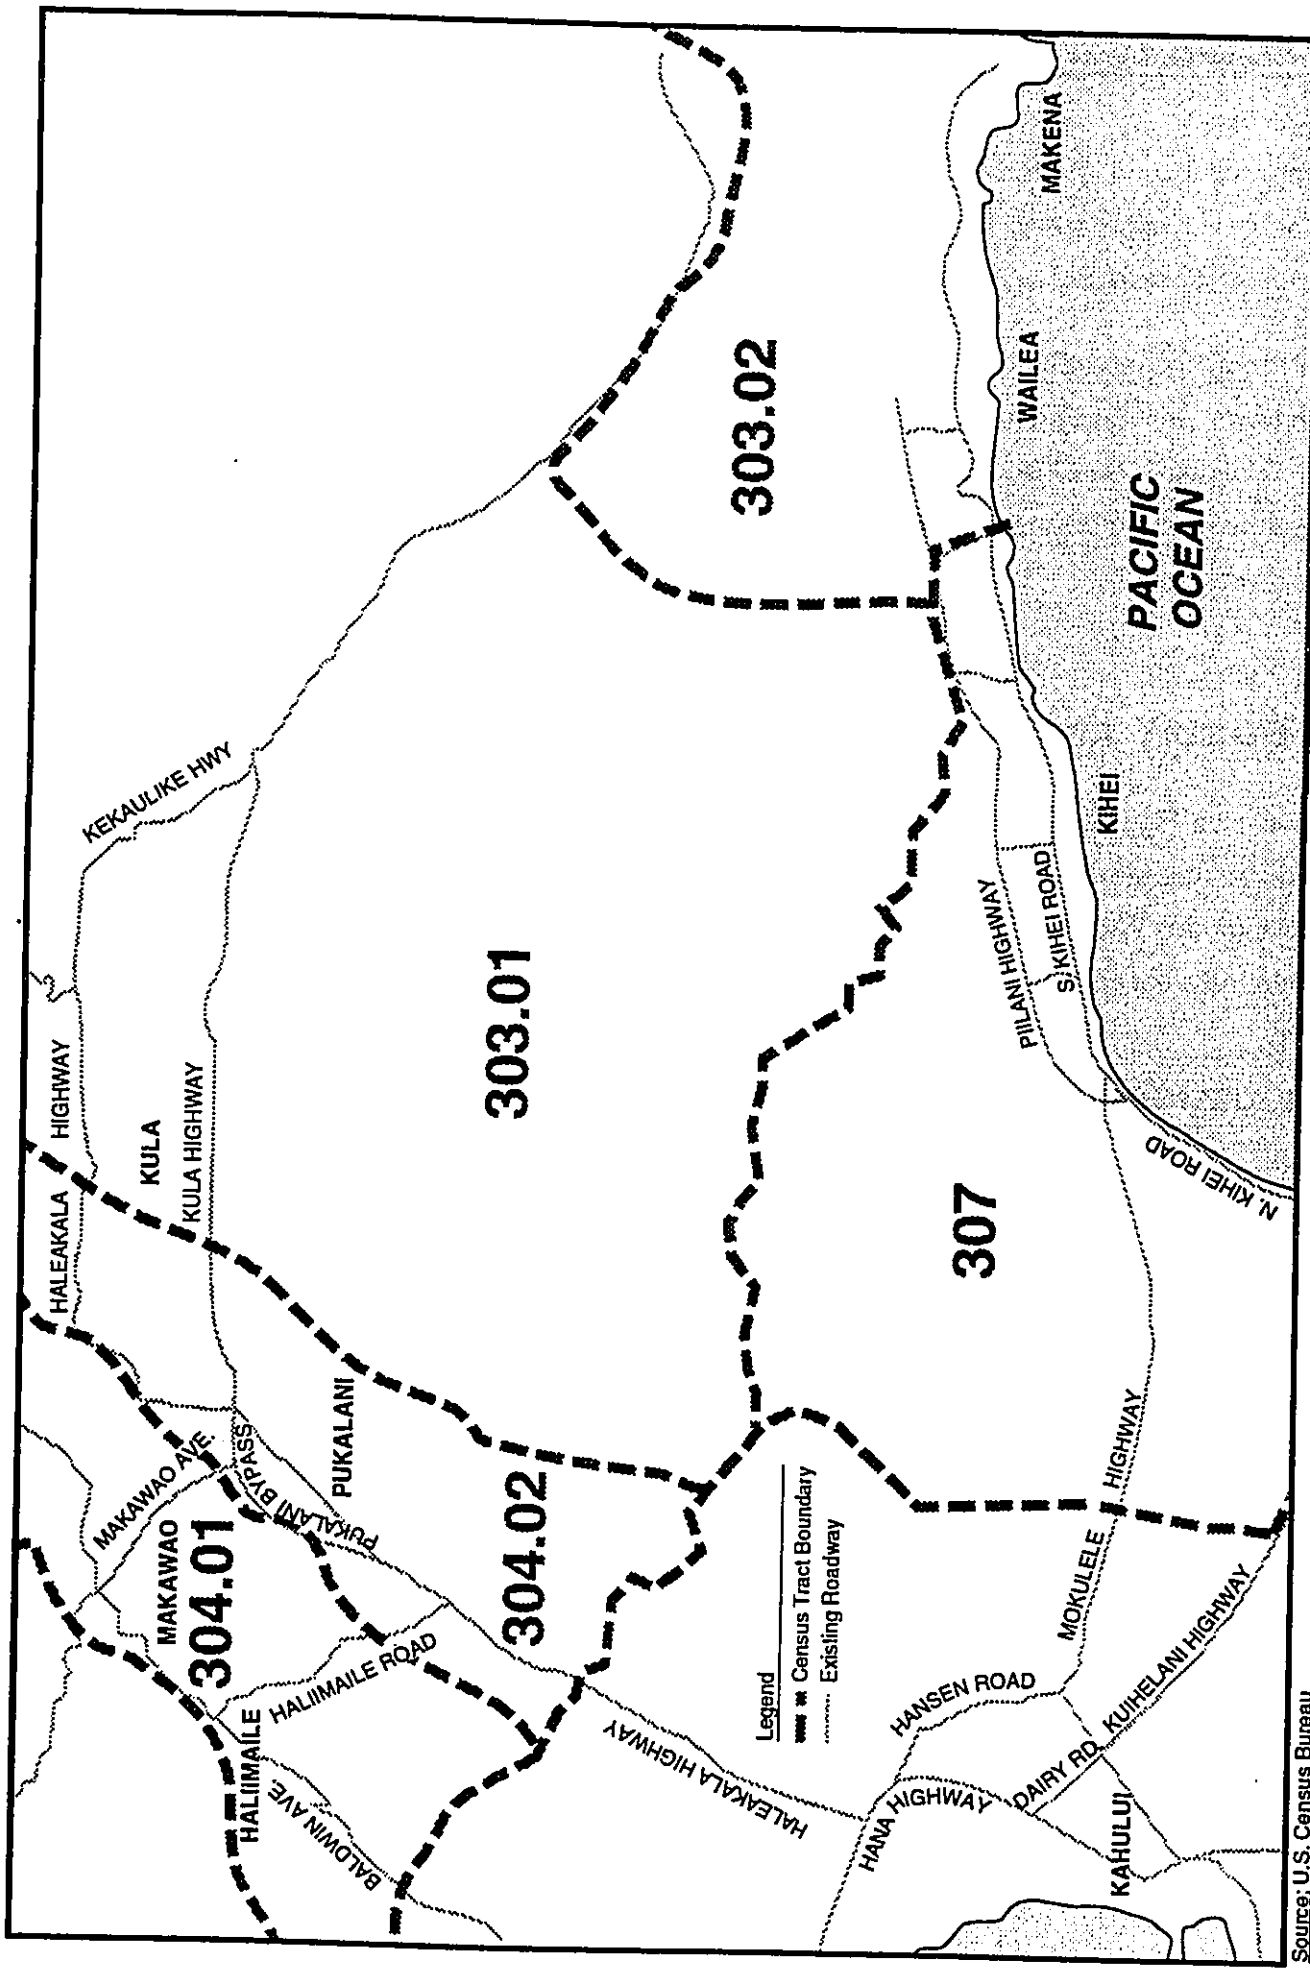 HALEAKALA
HIGHWAY
KEKAULIKE HWY
KULA
KULA HIGHWAY
MAKAWAO AVE.
MAKAWAO
304.01
PUKALANI BYPASS
PUKALANI
HALIIMAILE
HALIIMAILE ROAD
BALDWIN AVE.
304.02
303.01
303.02
HALEAKALA HIGHWAY
Legend
Census Tract Boundary
Existing Roadway
307
HANSEN ROAD
HANA HIGHWAY
DAIRY RD.
KUIHELANI HIGHWAY
MOKULELE
HIGHWAY
KAHULUI
PIILANI HIGHWAY
S. KIHEI ROAD
N. KIHEI ROAD
KIHEI
WAILEA
MAKENA
PACIFIC
OCEAN
Source: U.S. Census Bureau